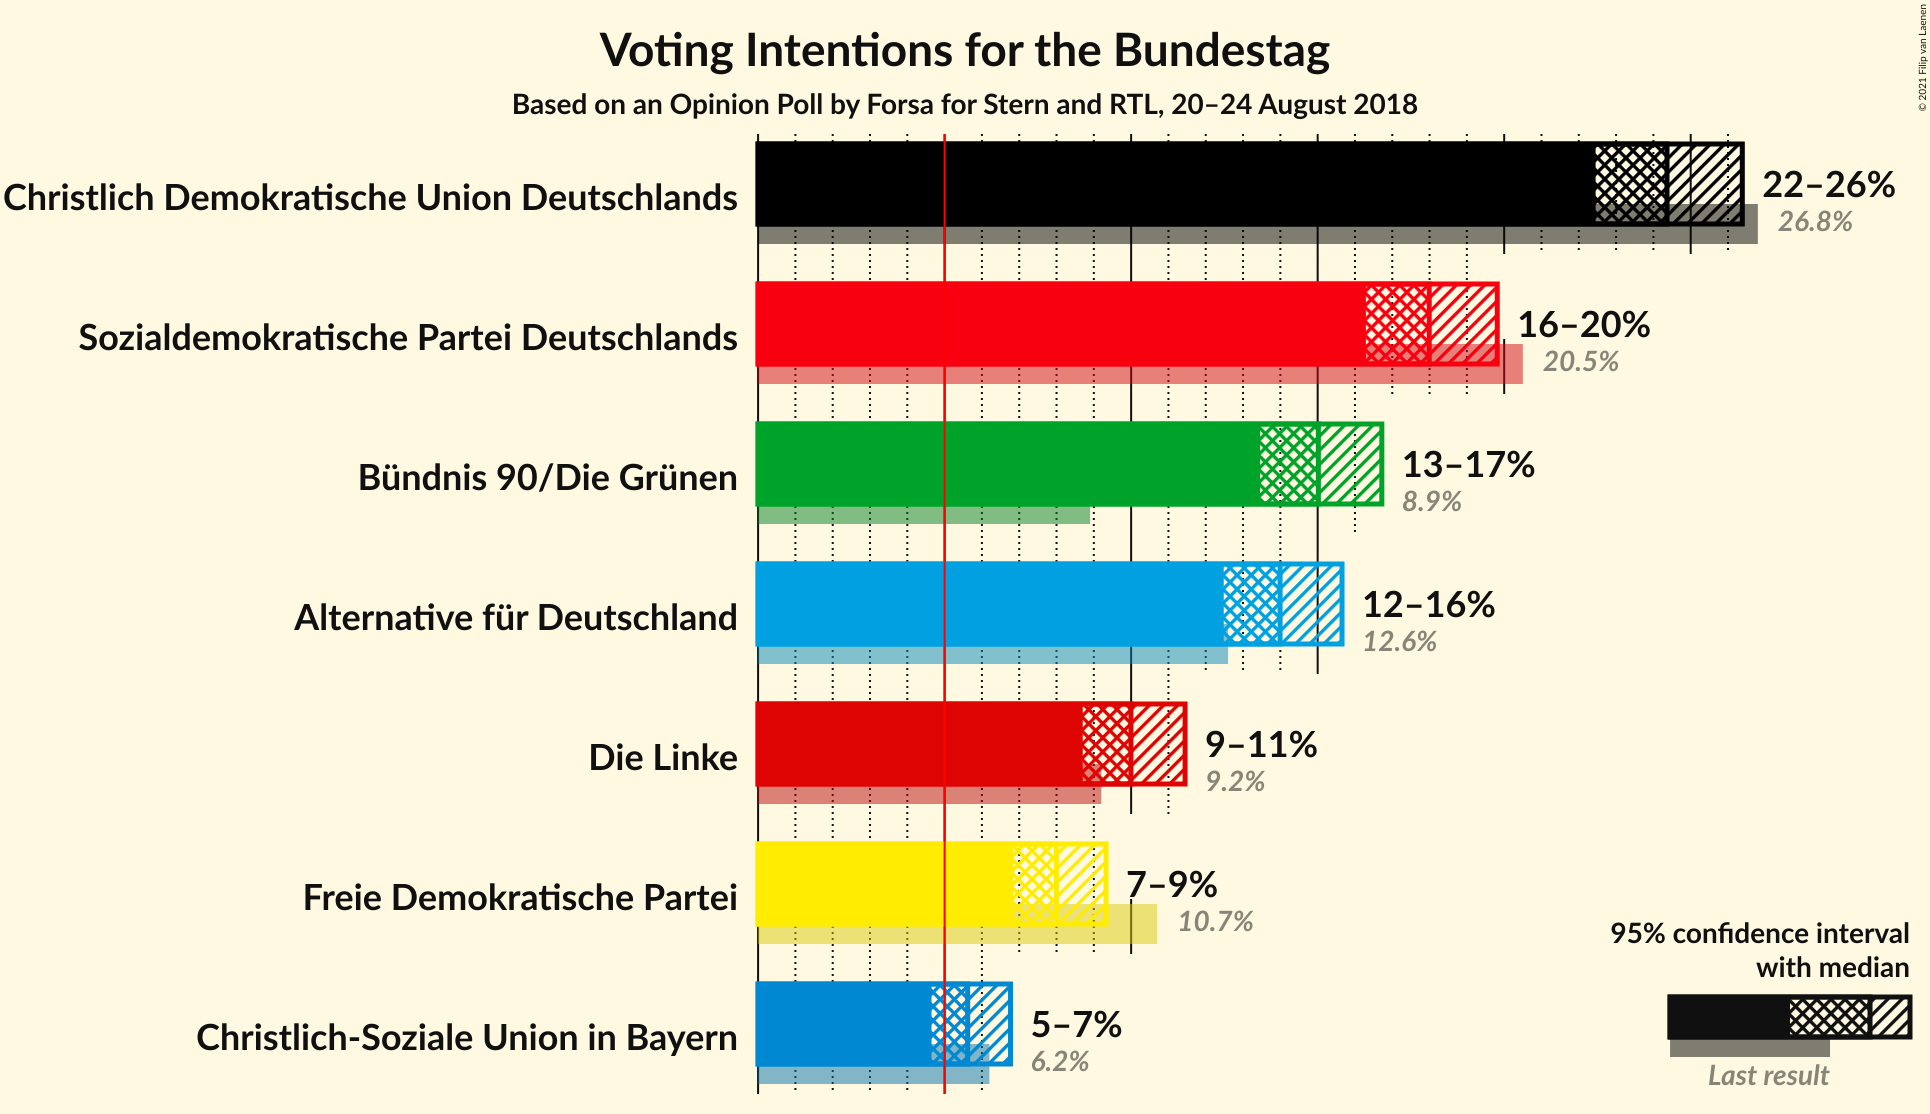 Voting Intentions for the Bundestag
Based on an Opinion Poll by Forsa for Stern and RTL, 20–24 August 2018
© 2021 Filip van Laenen
Christlich Demokratische Union Deutschlands
22–26%
26.8%
Sozialdemokratische Partei Deutschlands
16–20%
20.5%
Bündnis 90/Die Grünen
13–17%
8.9%
Alternative für Deutschland
12–16%
12.6%
Die Linke
9–11%
9.2%
Freie Demokratische Partei
7–9%
10.7%
Christlich-Soziale Union in Bayern
5–7%
6.2%
95% confidence interval
with median
Last result